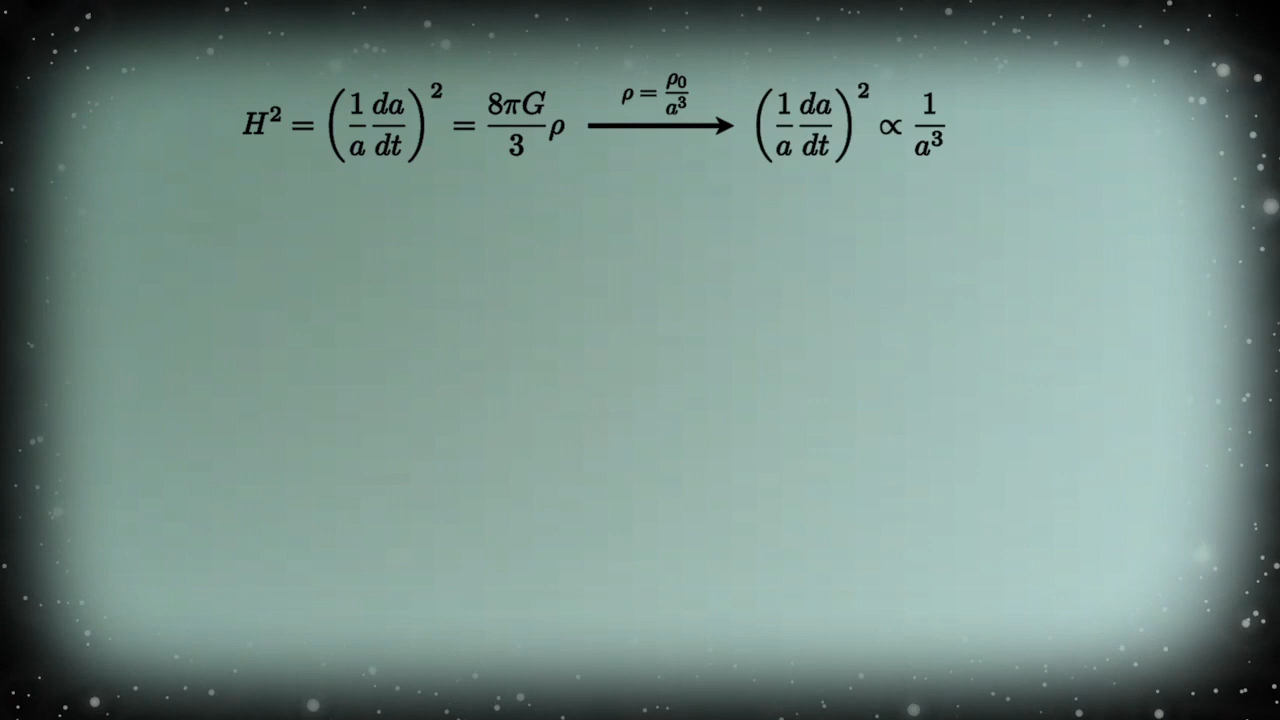 $H^2 = \left(\frac{1}{a}\frac{da}{dt}\right)^2 = \frac{8\pi G}{3}\rho \xrightarrow{\rho = \frac{\rho_0}{a^3}} \left(\frac{1}{a}\frac{da}{dt}\right)^2 \propto \frac{1}{a^3}$